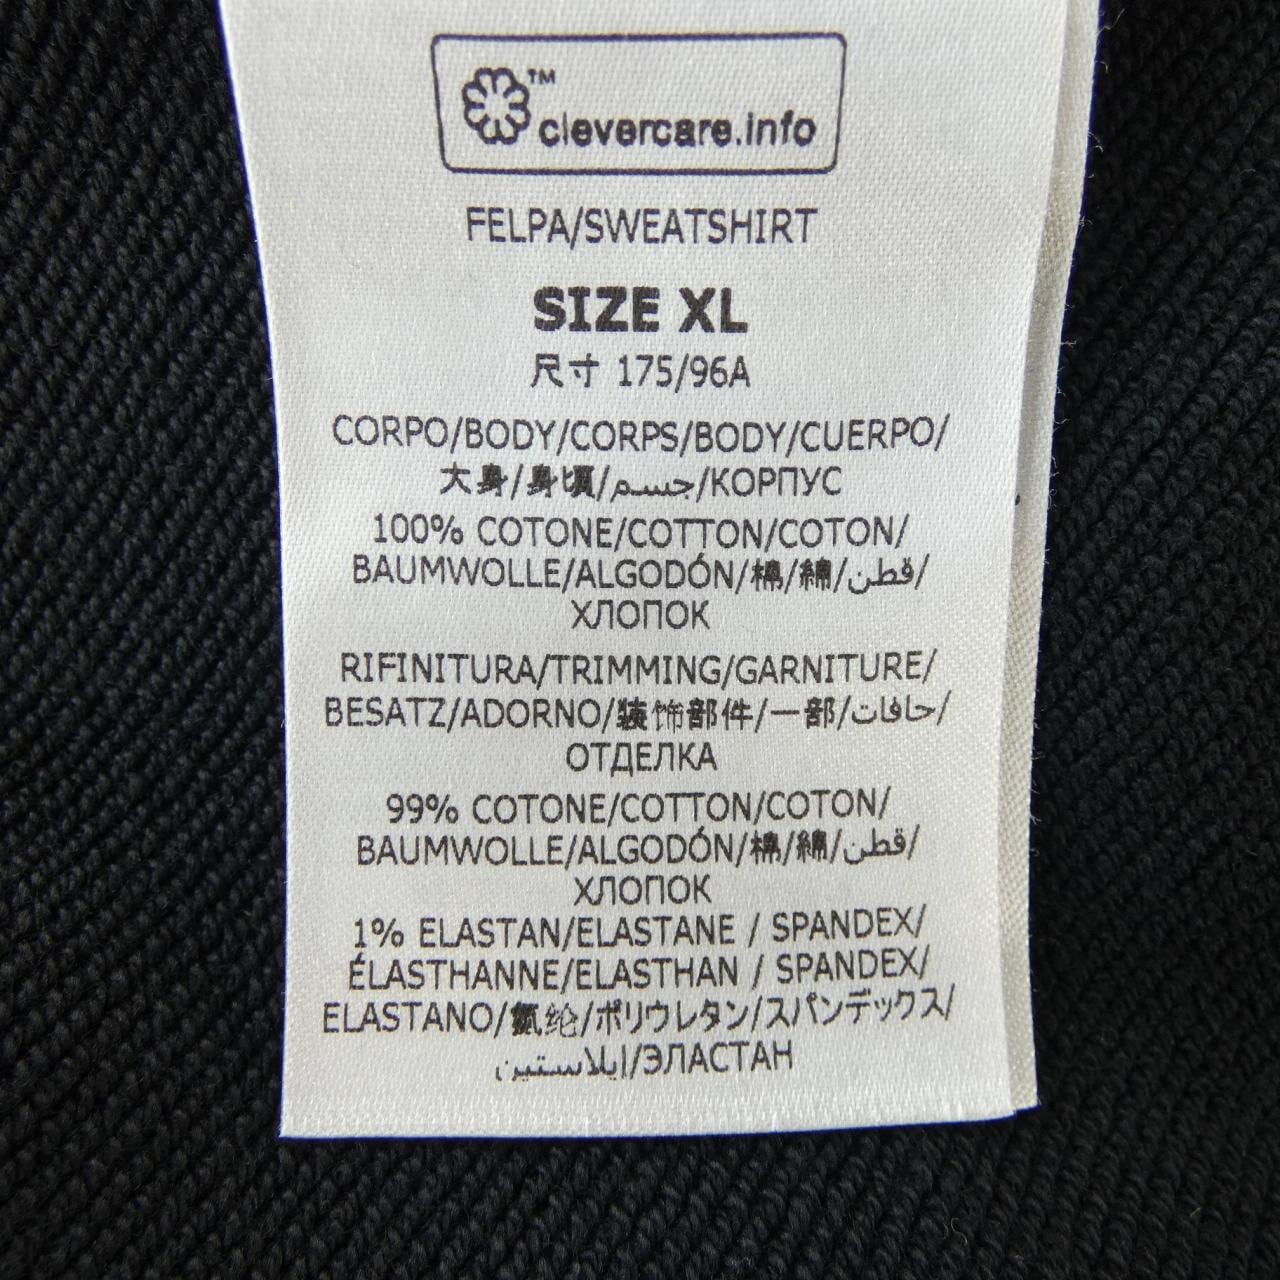 ™
clevercare.info
FELPA/SWEATSHIRT
SIZE XL
尺寸 175/96A
CORPO/BODY/CORPS/BODY/CUERPO/
大身/身頃/جسم/КОРПУС
100% COTONE/COTTON/COTON/
BAUMWOLLE/ALGODÓN/棉/綿/قطن/
ХЛОПОК
RIFINITURA/TRIMMING/GARNITURE/
BESATZ/ADORNO/装饰部件/一部/حافات/
ОТДЕЛКА
99% COTONE/COTTON/COTON/
BAUMWOLLE/ALGODÓN/棉/綿/قطن/
ХЛОПОК
1% ELASTAN/ELASTANE / SPANDEX/
ÉLASTHANNE/ELASTHAN / SPANDEX/
ELASTANO/氨纶/ポリウレタン/スパンデックス/
إيلاستين/ЭЛАСТАН